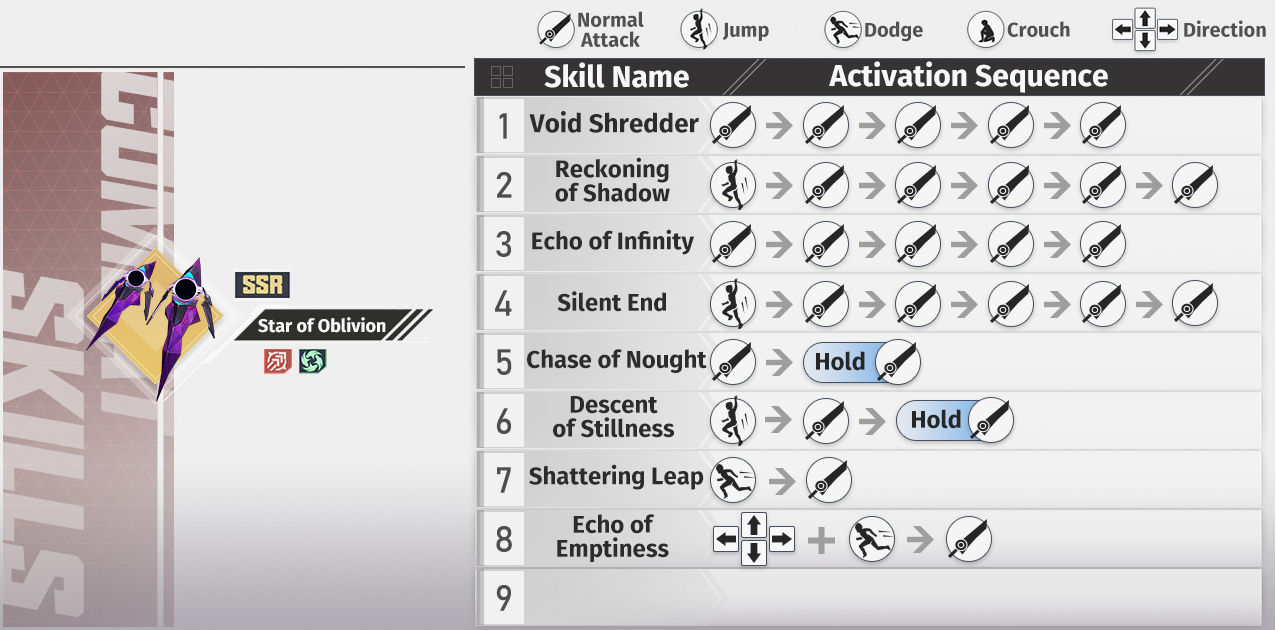 Normal
Attack
Jump
Dodge
Crouch
Direction
COMBAT
SKILLS
SSR
Star of Oblivion
Skill Name
Activation Sequence
1 Void Shredder
2 Reckoning
of Shadow
3 Echo of Infinity
4 Silent End
5 Chase of Nought Hold
6 Descent
of Stillness Hold
7 Shattering Leap
8 Echo of
Emptiness
9